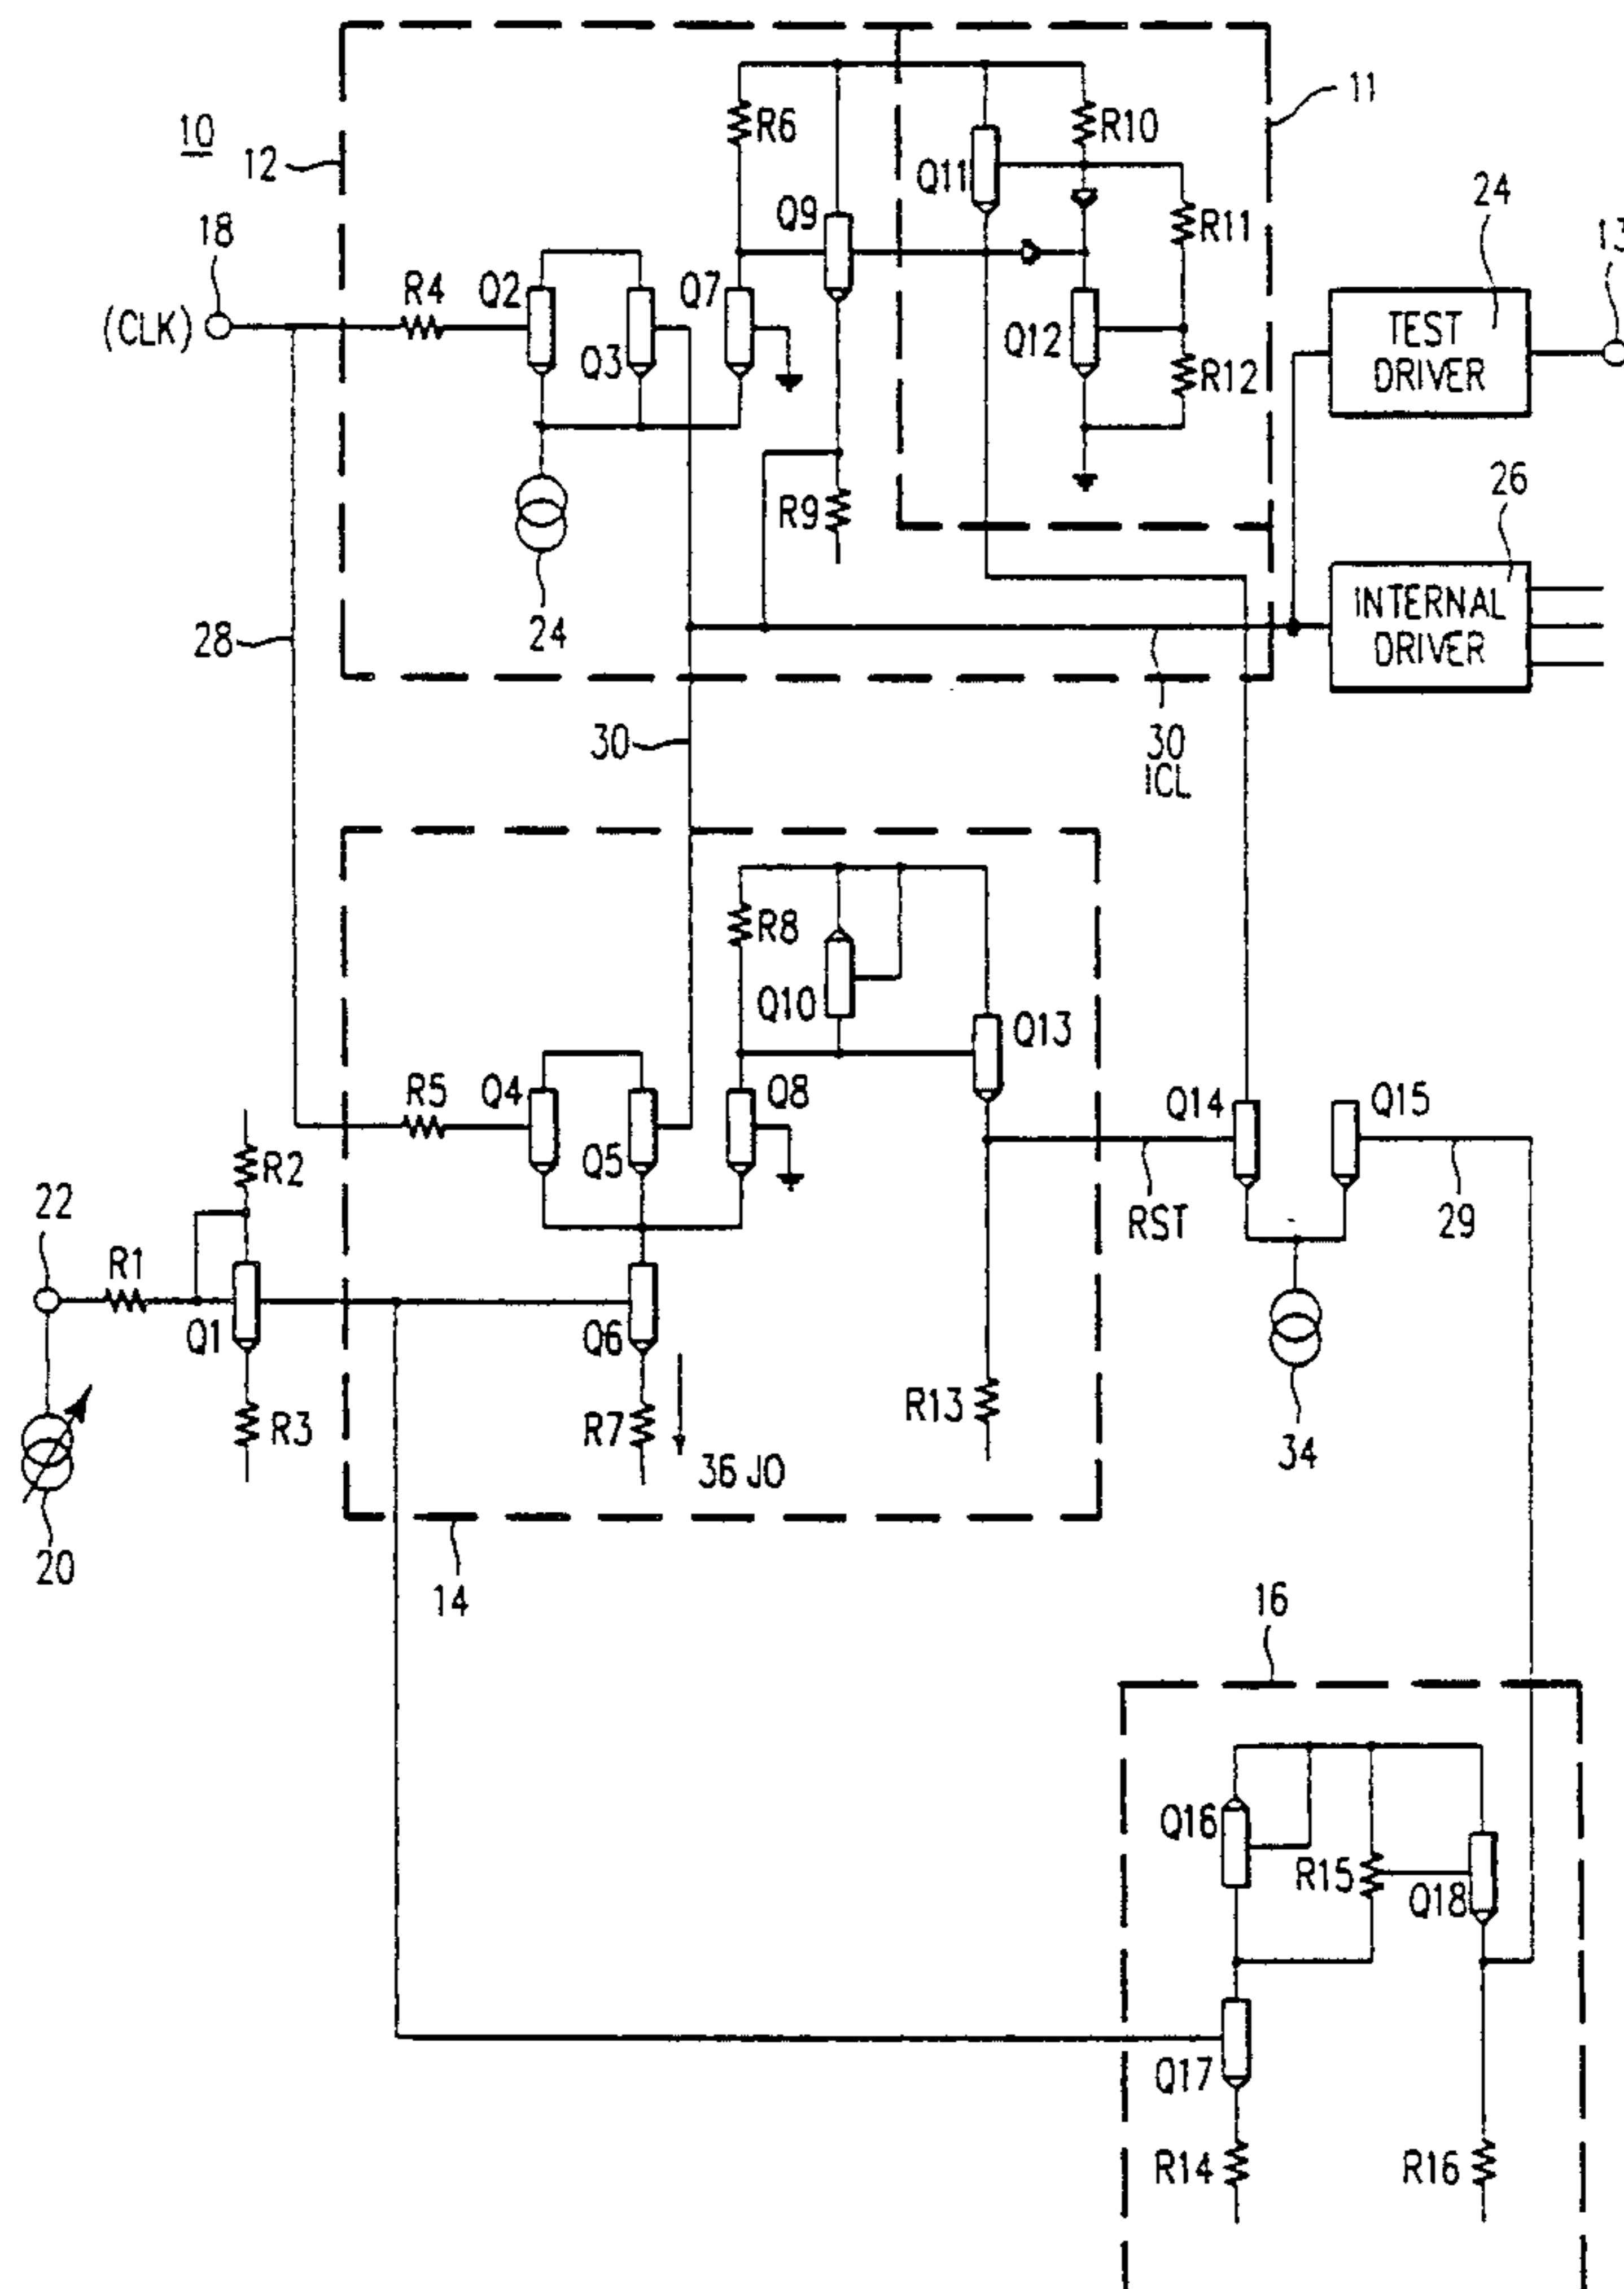 10
12
11
R6
R10
Q11
Q9
R11
24
13
18
(CLK)
R4
Q2
Q3
Q7
Q12
R12
TEST
DRIVER
R9
26
24
INTERNAL
DRIVER
28
30
30
ICL
R8
Q10
Q13
R5
Q4
Q5
Q8
Q14
Q15
R2
22
R1
RST
29
Q1
Q6
R3
R7
36 JO
R13
34
20
14
16
Q16
R15
Q18
Q17
R14
R16